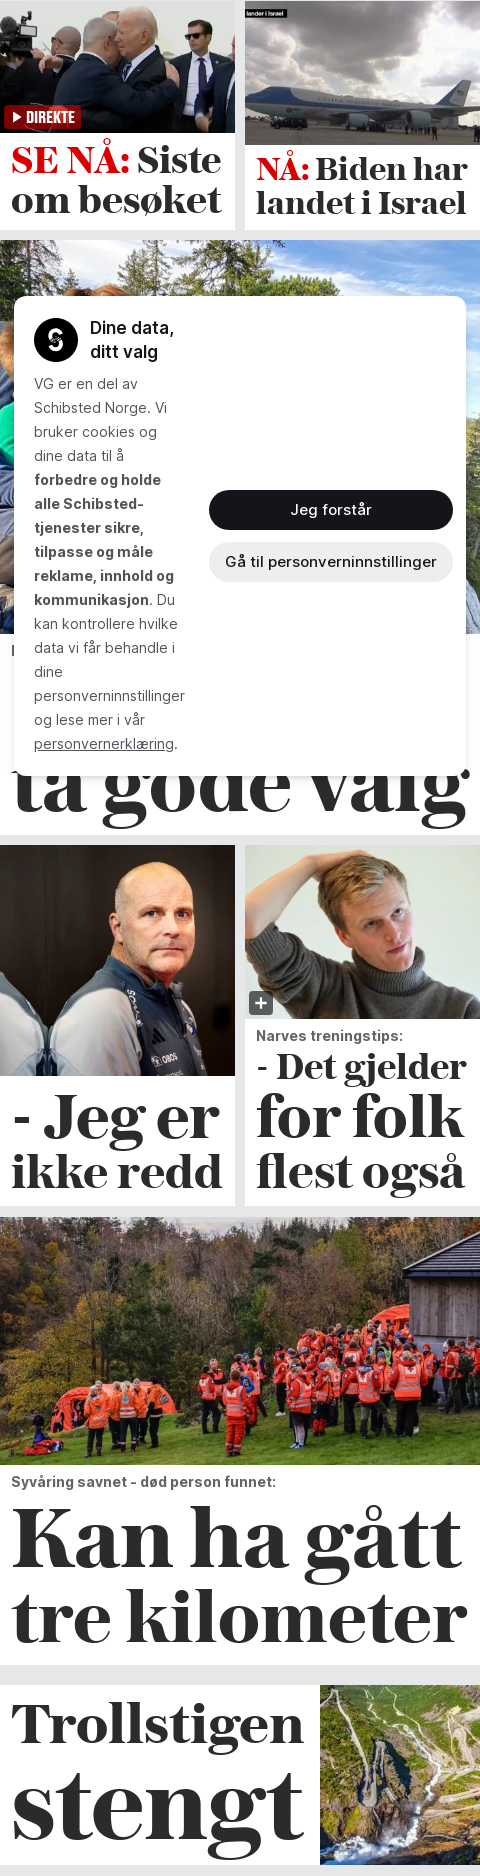 DIREKTE
SE NÅ: Siste
om besøket
lander i Israel
NÅ: Biden har
landet i Israel
Dine data,
ditt valg
VG er en del av
Schibsted Norge. Vi
bruker cookies og
dine data til å
forbedre og holde
alle Schibsted-
tjenester sikre,
tilpasse og måle
reklame, innhold og
kommunikasjon. Du
kan kontrollere hvilke
data vi får behandle i
dine
personverninnstillinger
og lese mer i vår
personvernerklæring.
Jeg forstår
Gå til personverninnstillinger
ta gode valg
OBOS
- Jeg er
ikke redd
Narves treningstips:
- Det gjelder
for folk
flest også
Syvåring savnet - død person funnet:
Kan ha gått
tre kilometer
Trollstigen
stengt